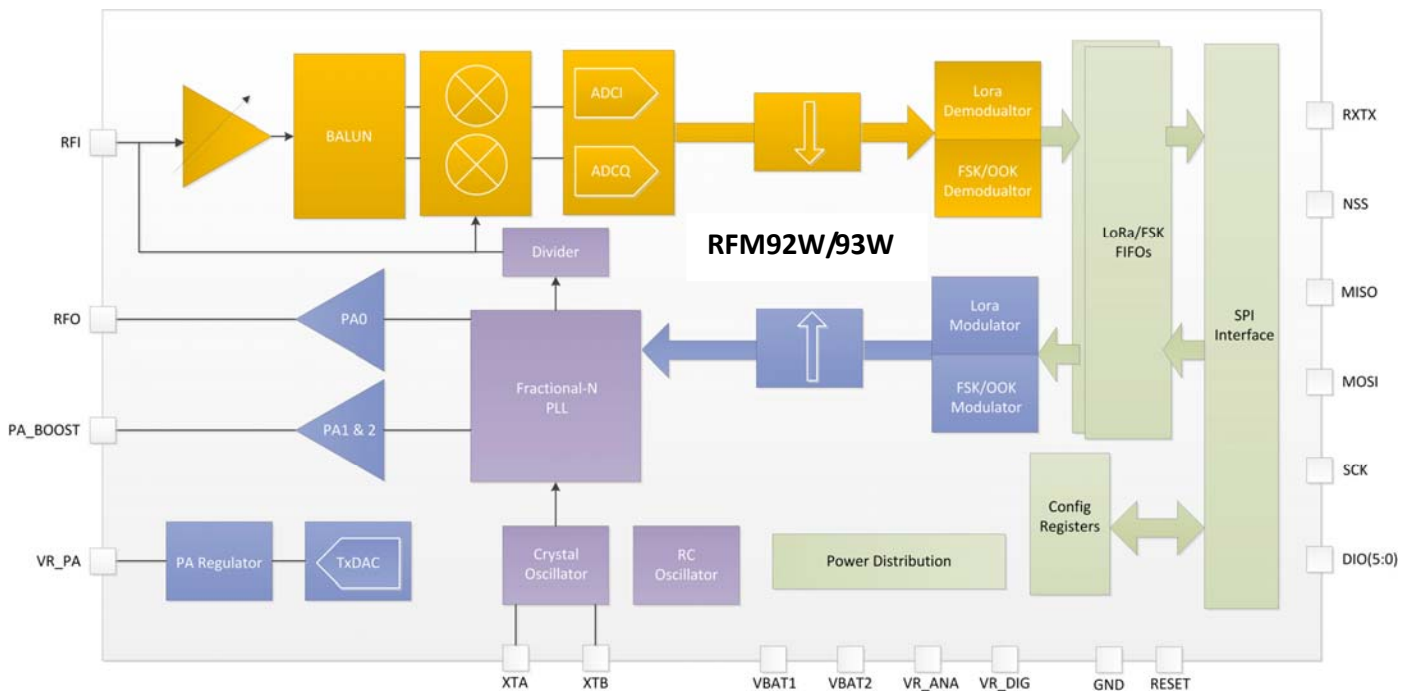 RFI
BALUN
ADCI
ADCQ
Lora
Demodualtor
FSK/OOK
Demodualtor
LoRa/FSK
FIFOs
SPI
Interface
RXTX
NSS
MISO
MOSI
SCK
DIO(5:0)
Divider
RFM92W/93W
RFO
PA0
PA_BOOST
PA1 & 2
Fractional-N
PLL
Lora
Modulator
FSK/OOK
Modulator
VR_PA
PA Regulator
TxDAC
Crystal
Oscillator
RC
Oscillator
Power Distribution
Config
Registers
XTA
XTB
VBAT1
VBAT2
VR_ANA
VR_DIG
GND
RESET